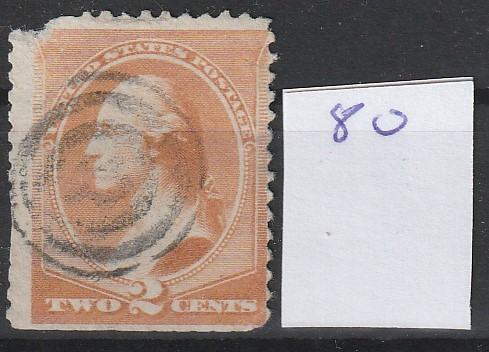 UNITED STATES POSTAGE
TWO 2 CENTS
80